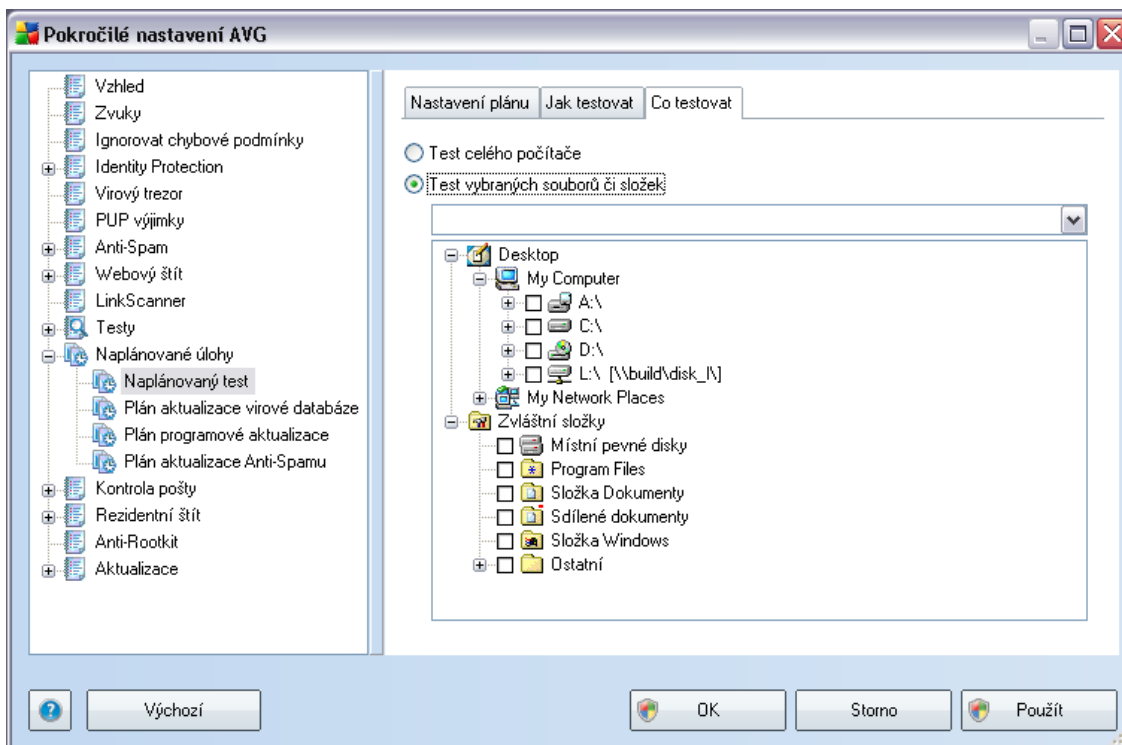 Pokročilé nastavení AVG
Vzhled
Zvuky
Ignorovat chybové podmínky
Identity Protection
Virový trezor
PUP výjimky
Anti-Spam
Webový štít
LinkScanner
Testy
Naplánované úlohy
Naplánovaný test
Plán aktualizace virové databáze
Plán programové aktualizace
Plán aktualizace Anti-Spamu
Kontrola pošty
Rezidentní štít
Anti-Rootkit
Aktualizace
Nastavení plánu Jak testovat Co testovat
Test celého počítače
Test vybraných souborů či složek
Desktop
My Computer
A:\
C:\
D:\
L:\ [\\build\disk_l\]
My Network Places
Zvláštní složky
Místní pevné disky
Program Files
Složka Dokumenty
Sdílené dokumenty
Složka Windows
Ostatní
Výchozí OK Storno Použít